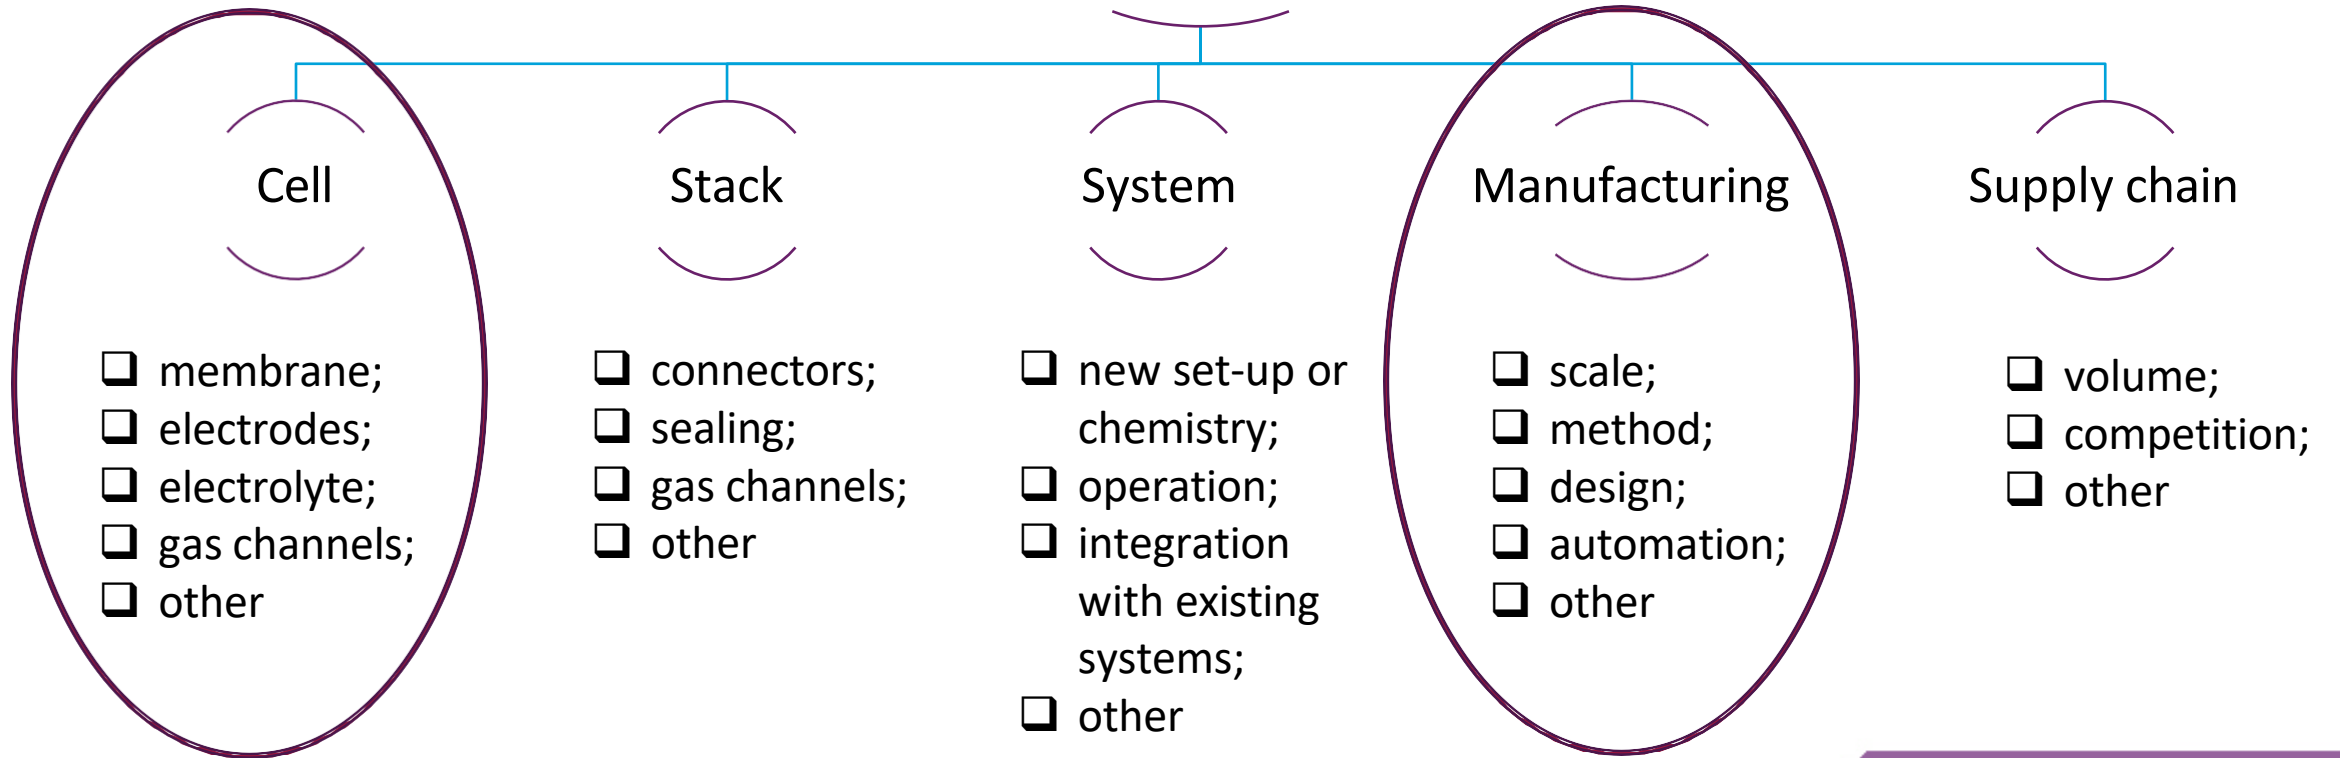 Cell
Stack
System
Manufacturing
Supply chain
❑ membrane;
❑ electrodes;
❑ electrolyte;
❑ gas channels;
❑ other
❑ connectors;
❑ sealing;
❑ gas channels;
❑ other
❑ new set-up or
chemistry;
❑ operation;
❑ integration
with existing
systems;
❑ other
❑ scale;
❑ method;
❑ design;
❑ automation;
❑ other
❑ volume;
❑ competition;
❑ other